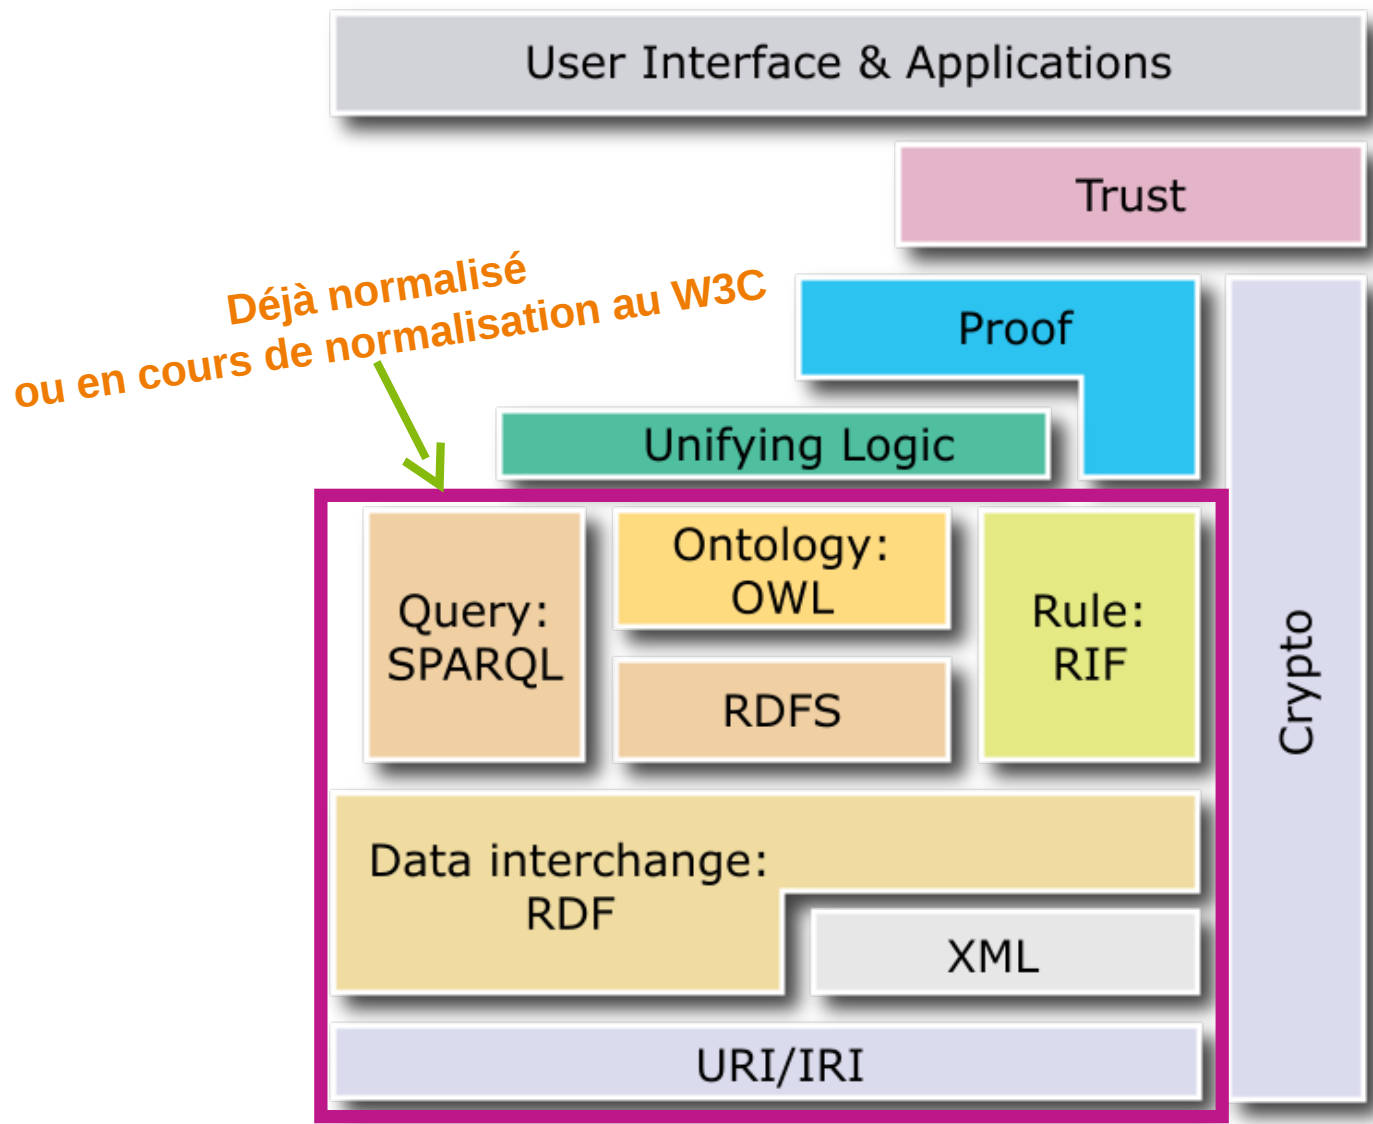 User Interface & Applications
Trust
Déjà normalisé
ou en cours de normalisation au W3C
Proof
Unifying Logic
Query:
SPARQL
Ontology:
OWL
RDFS
Rule:
RIF
Crypto
Data interchange:
RDF
XML
URI/IRI